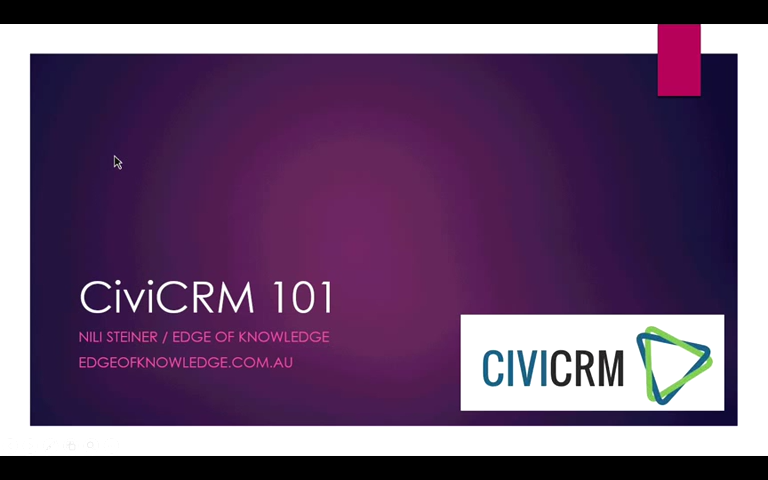 CiviCRM 101
NILI STEINER / EDGE OF KNOWLEDGE
EDGEOFKNOWLEDGE.COM.AU
CIVICRM